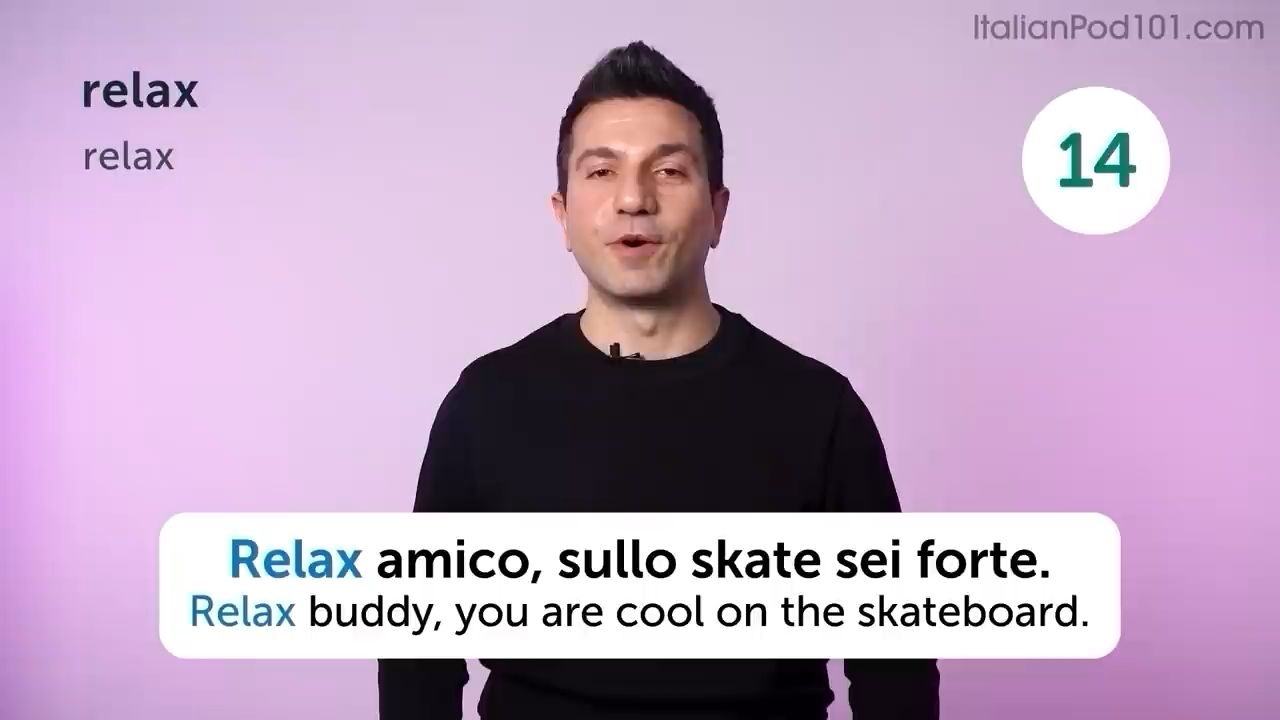 ItalianPod101.com
relax
relax
14
Relax amico, sullo skate sei forte.
Relax buddy, you are cool on the skateboard.